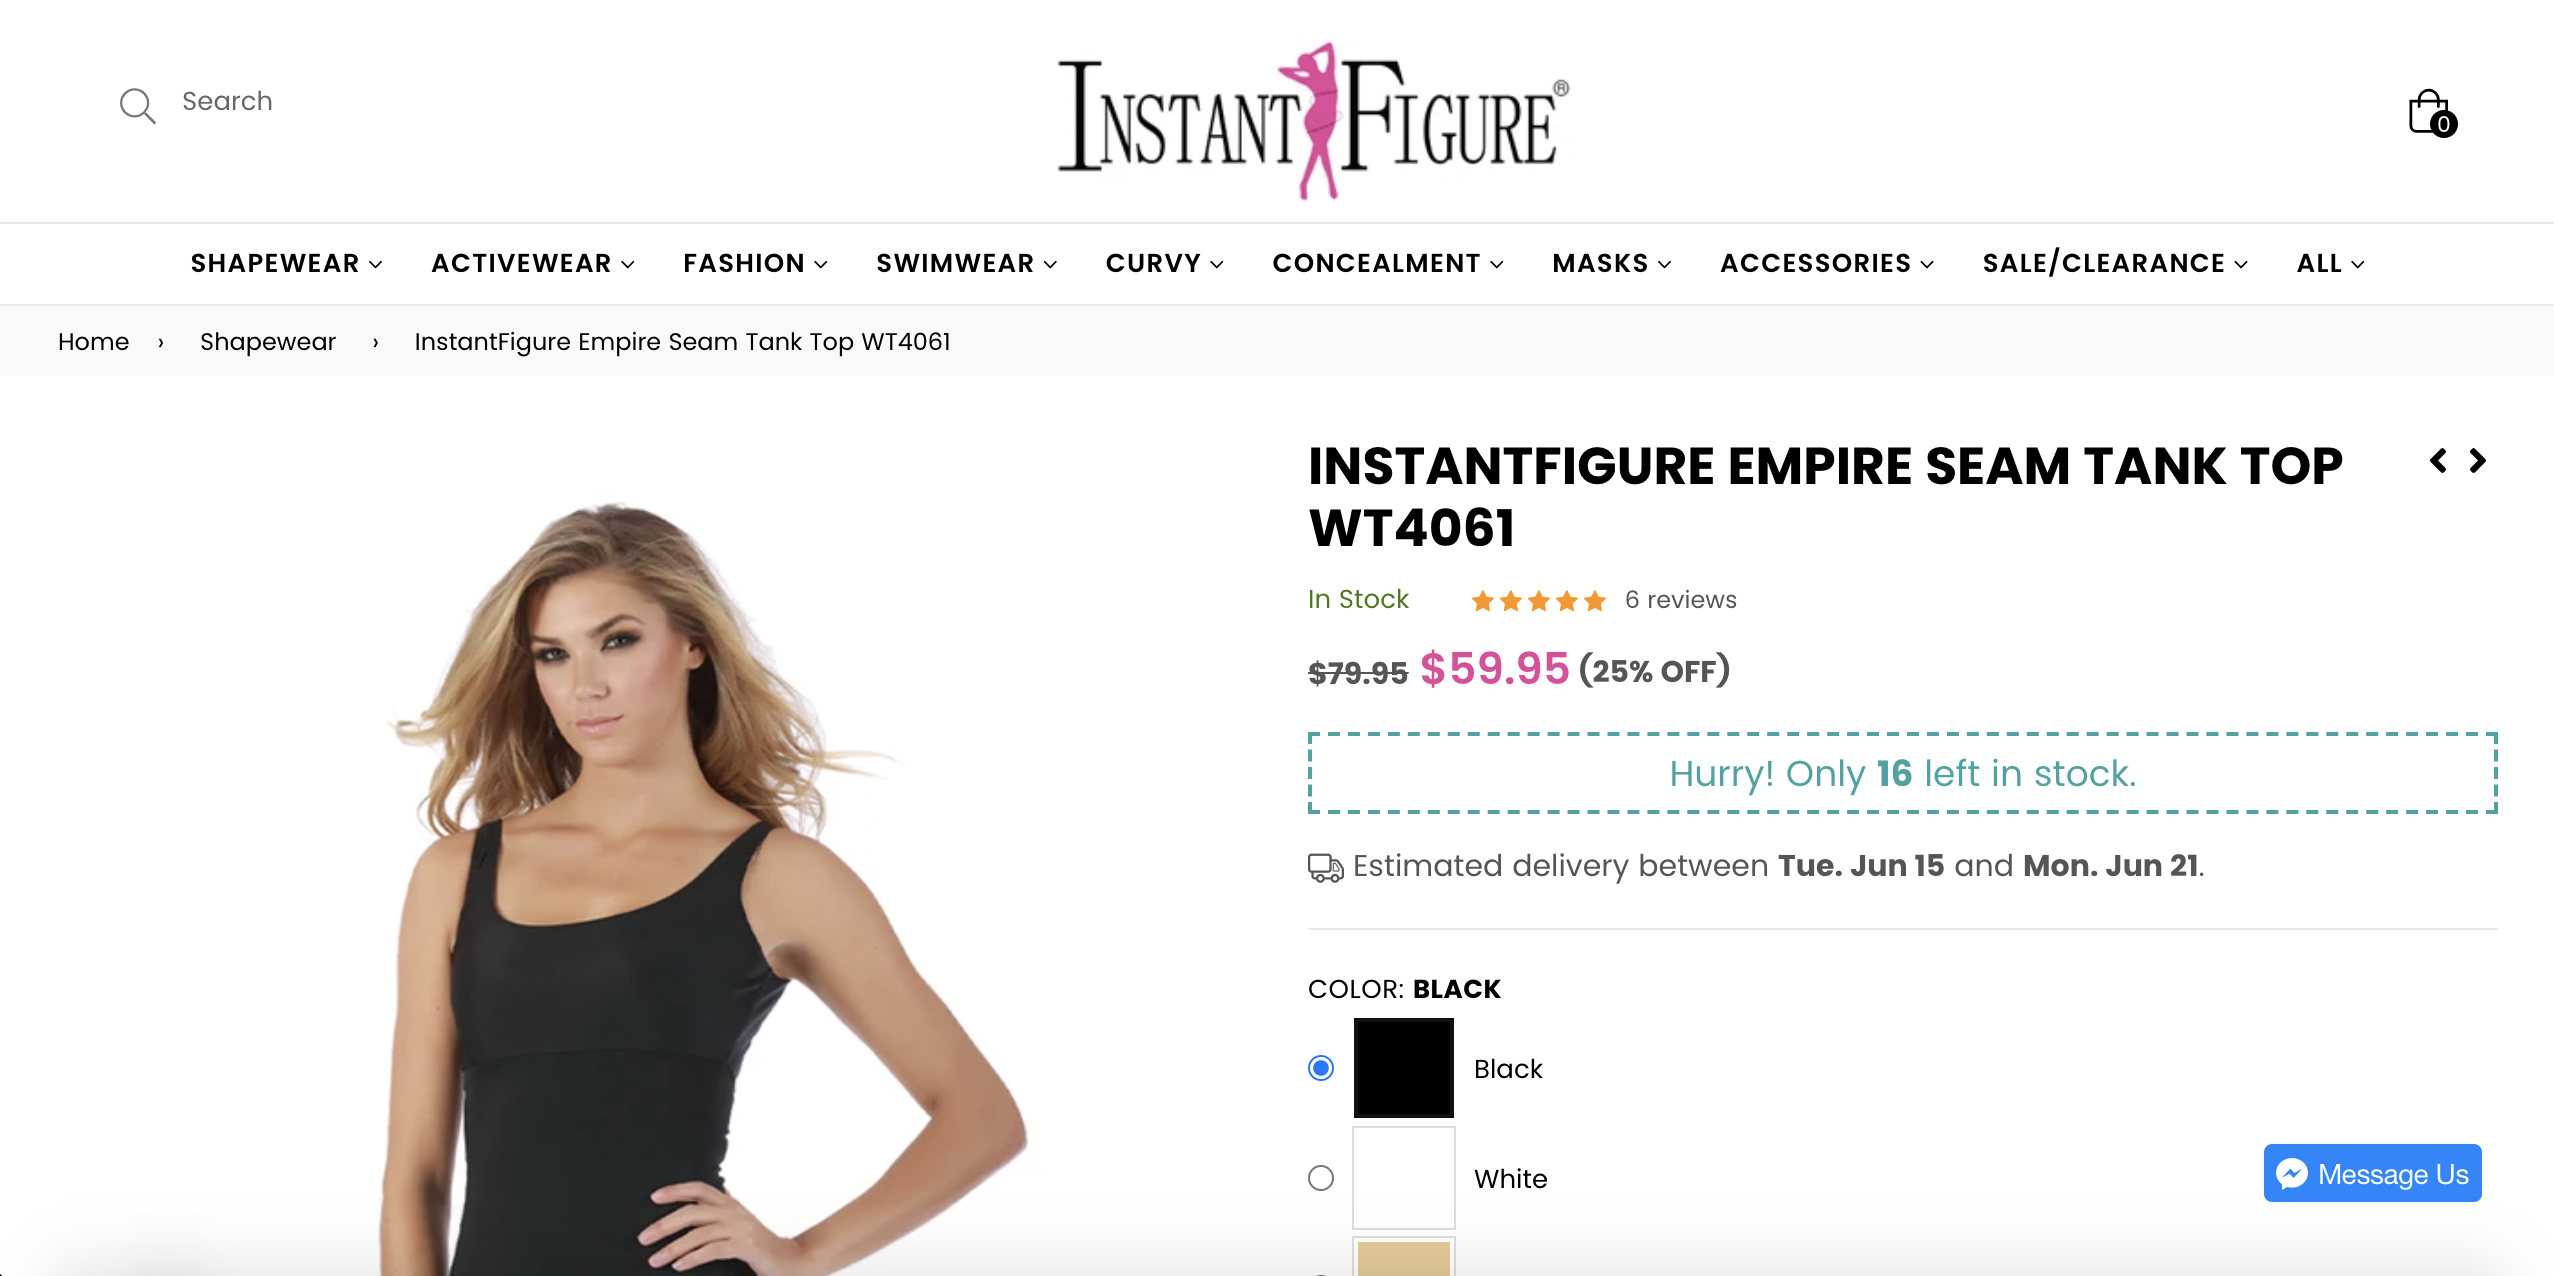 Search
INSTANTFIGURE®
0
SHAPEWEAR ACTIVEWEAR FASHION SWIMWEAR CURVY CONCEALMENT MASKS ACCESSORIES SALE/CLEARANCE ALL
Home › Shapewear › InstantFigure Empire Seam Tank Top WT4061
INSTANTFIGURE EMPIRE SEAM TANK TOP
WT4061
In Stock 6 reviews
$79.95 $59.95 (25% OFF)
Hurry! Only 16 left in stock.
Estimated delivery between Tue. Jun 15 and Mon. Jun 21.
COLOR: BLACK
Black
White
Message Us